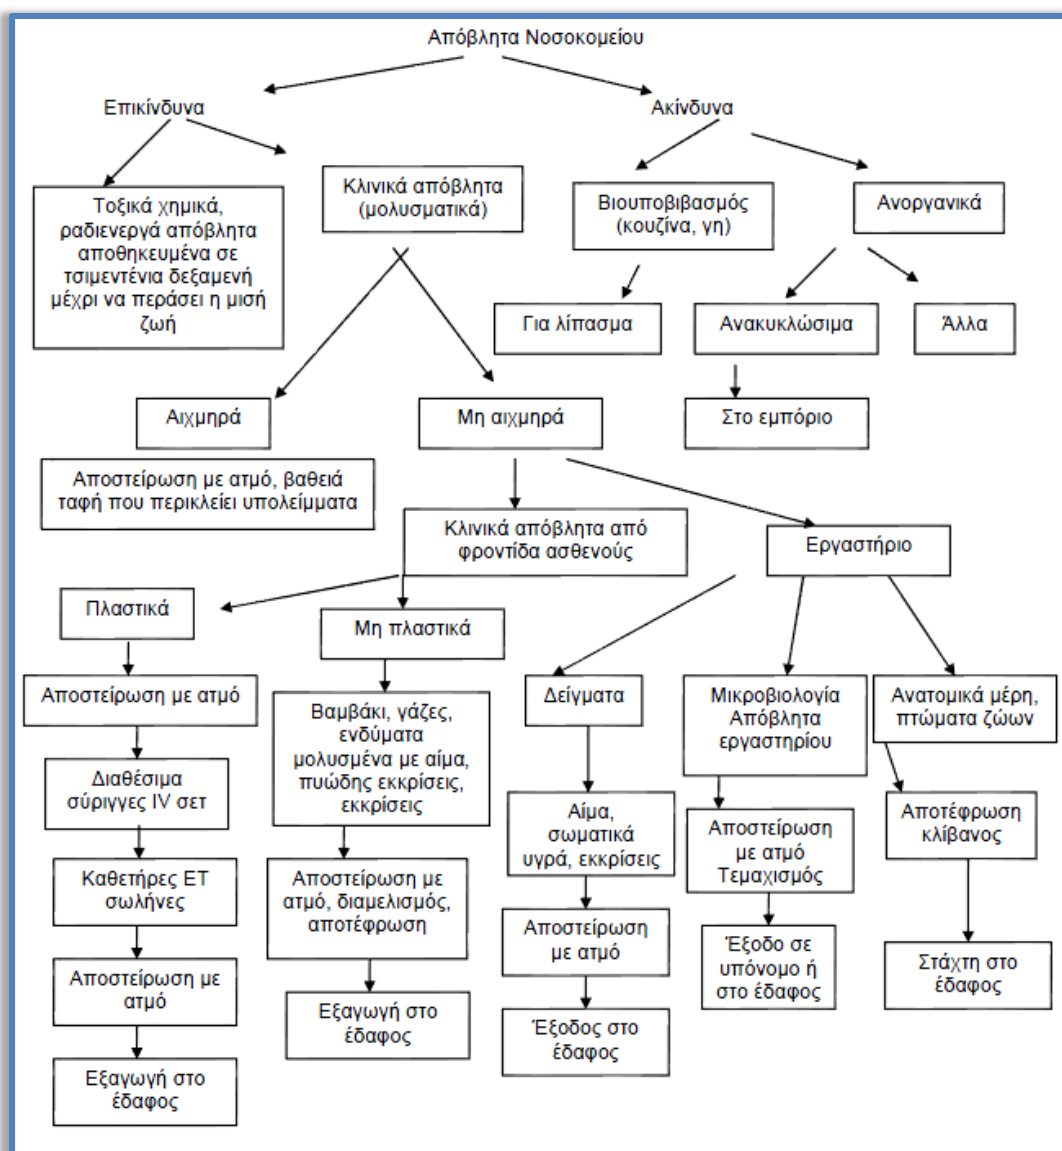 Απόβλητα Νοσοκομείου
Επικίνδυνα
Ακίνδυνα
Τοξικά χημικά,
ραδιενεργά απόβλητα
αποθηκευμένα σε
τσιμεντένια δεξαμενή
μέχρι να περάσει η μισή
ζωή
Κλινικά απόβλητα
(μολυσματικά)
Βιουποβιβασμός
(κουζίνα, γη)
Ανοργανικά
Για λίπασμα
Ανακυκλώσιμα
Άλλα
Αιχμηρά
Μη αιχμηρά
Στο εμπόριο
Αποστείρωση με ατμό, βαθειά
ταφή που περικλείει υπολείμματα
Κλινικά απόβλητα από
φροντίδα ασθενούς
Εργαστήριο
Πλαστικά
Μη πλαστικά
Αποστείρωση με ατμό
Βαμβάκι, γάζες,
ενδύματα
μολυσμένα με αίμα,
πυώδης εκκρίσεις,
εκκρίσεις
Δείγματα
Μικροβιολογία
Απόβλητα
εργαστηρίου
Ανατομικά μέρη,
πτώματα ζώων
Διαθέσιμα
σύριγγες IV σετ
Αίμα,
σωματικά
υγρά, εκκρίσεις
Αποστείρωση
με ατμό
Τεμαχισμός
Αποτέφρωση
κλίβανος
Καθετήρες ΕΤ
σωλήνες
Αποστείρωση με
ατμό, διαμελισμός,
αποτέφρωση
Αποστείρωση
με ατμό
Έξοδο σε
υπόνομο ή
στο έδαφος
Στάχτη στο
έδαφος
Αποστείρωση με
ατμό
Εξαγωγή στο
έδαφος
Έξοδος στο
έδαφος
Εξαγωγή στο
έδαφος